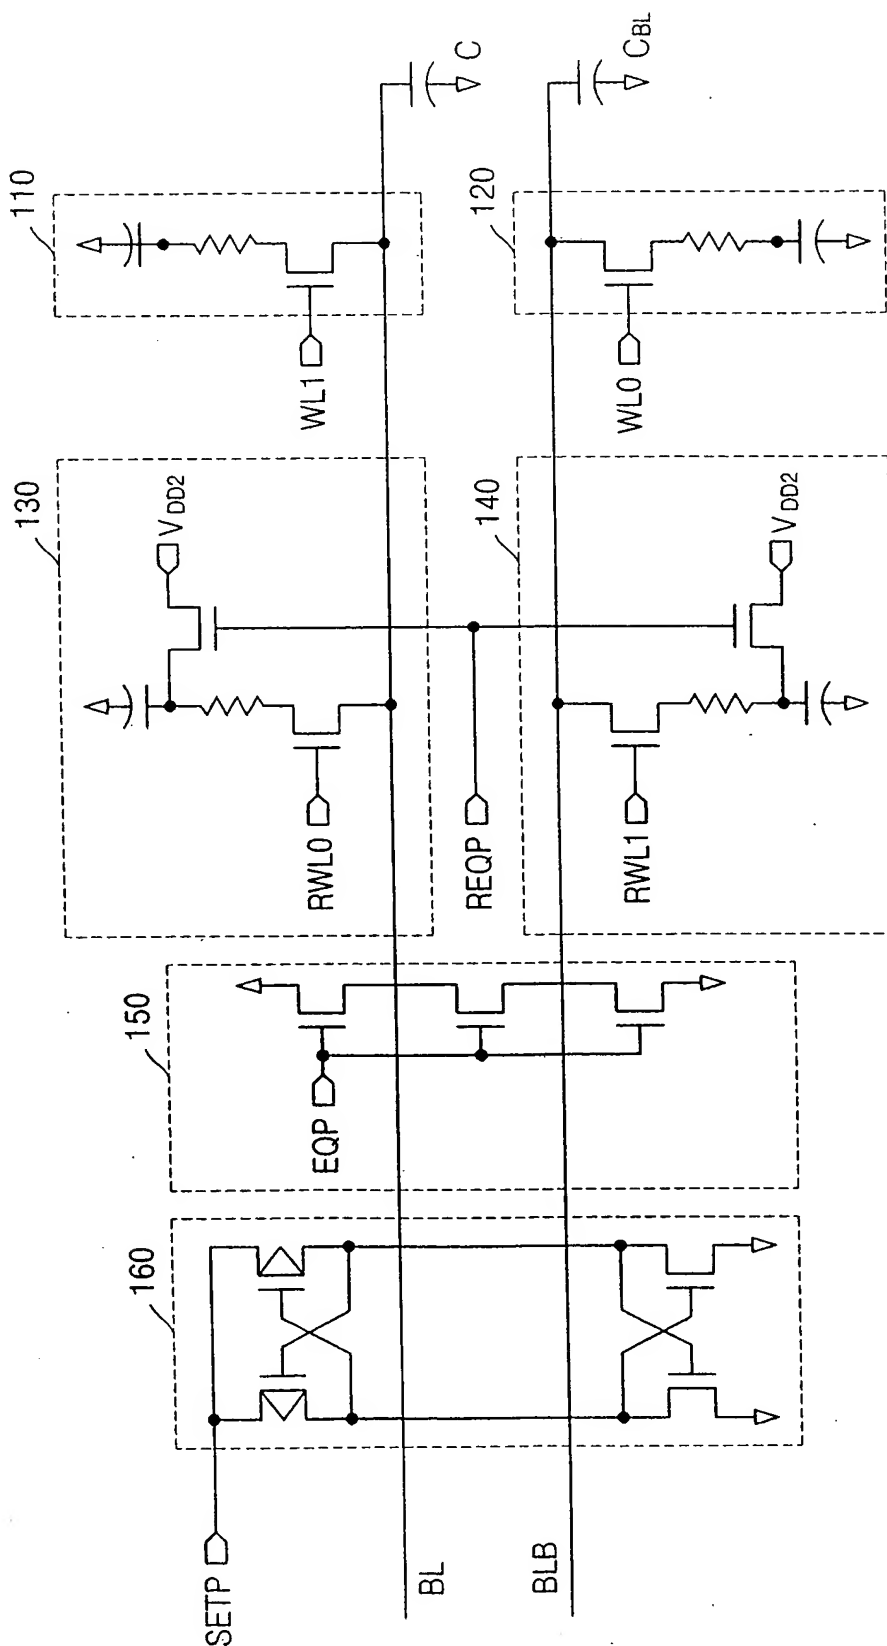 110
C
WL1
120
C_BL
WL0
130
V_DD2
RWL0
REQP
140
V_DD2
RWL1
150
EQP
160
SETP
BL
BLB